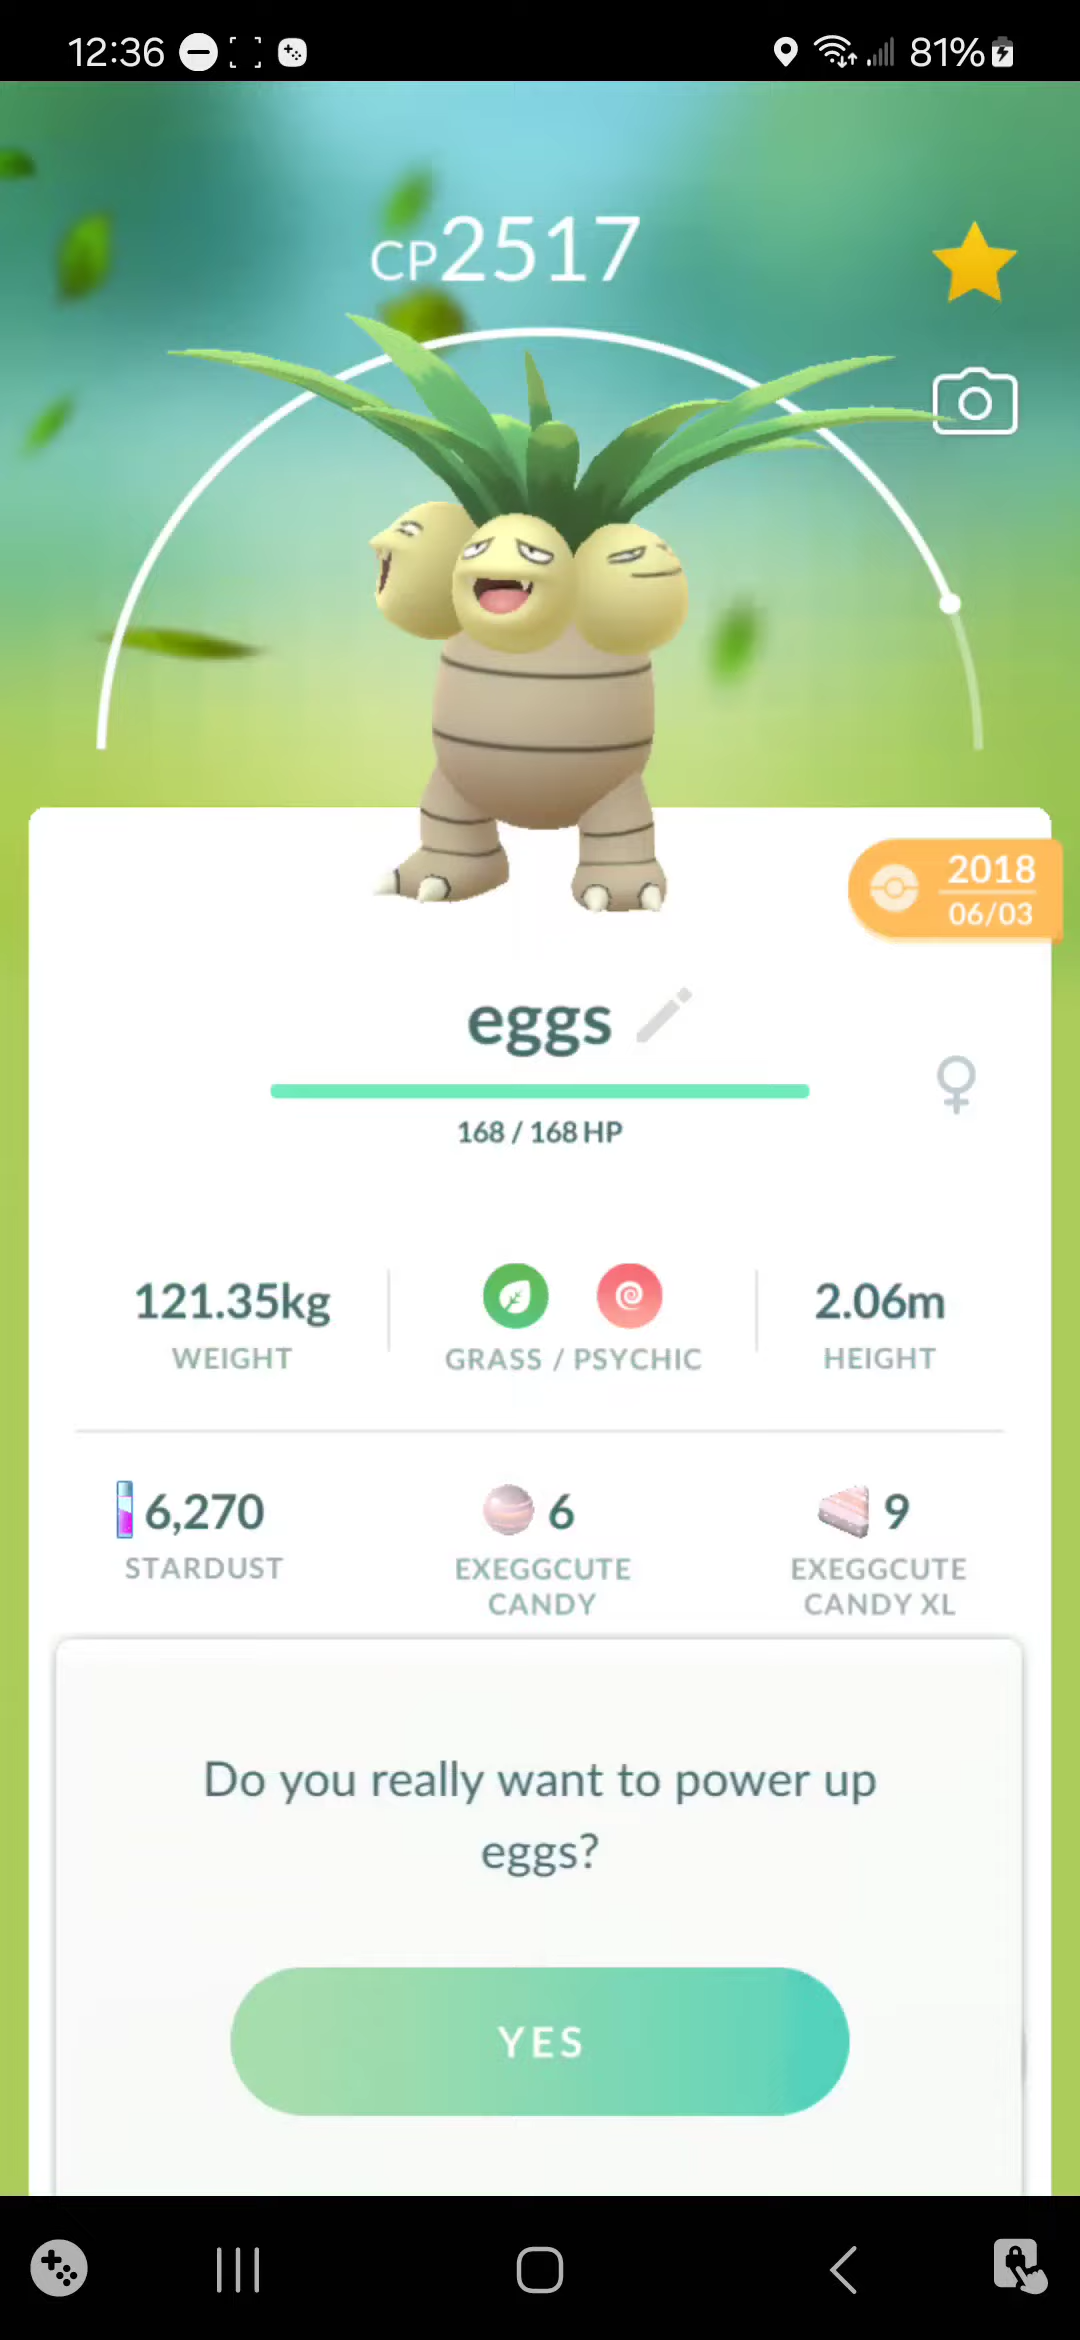 12:36 81%
CP2517
2018
06/03
eggs
168 / 168 HP
121.35kg
WEIGHT
GRASS / PSYCHIC
2.06m
HEIGHT
6,270
STARDUST
6
EXEGGCUTE
CANDY
9
EXEGGCUTE
CANDY XL
Do you really want to power up
eggs?
YES